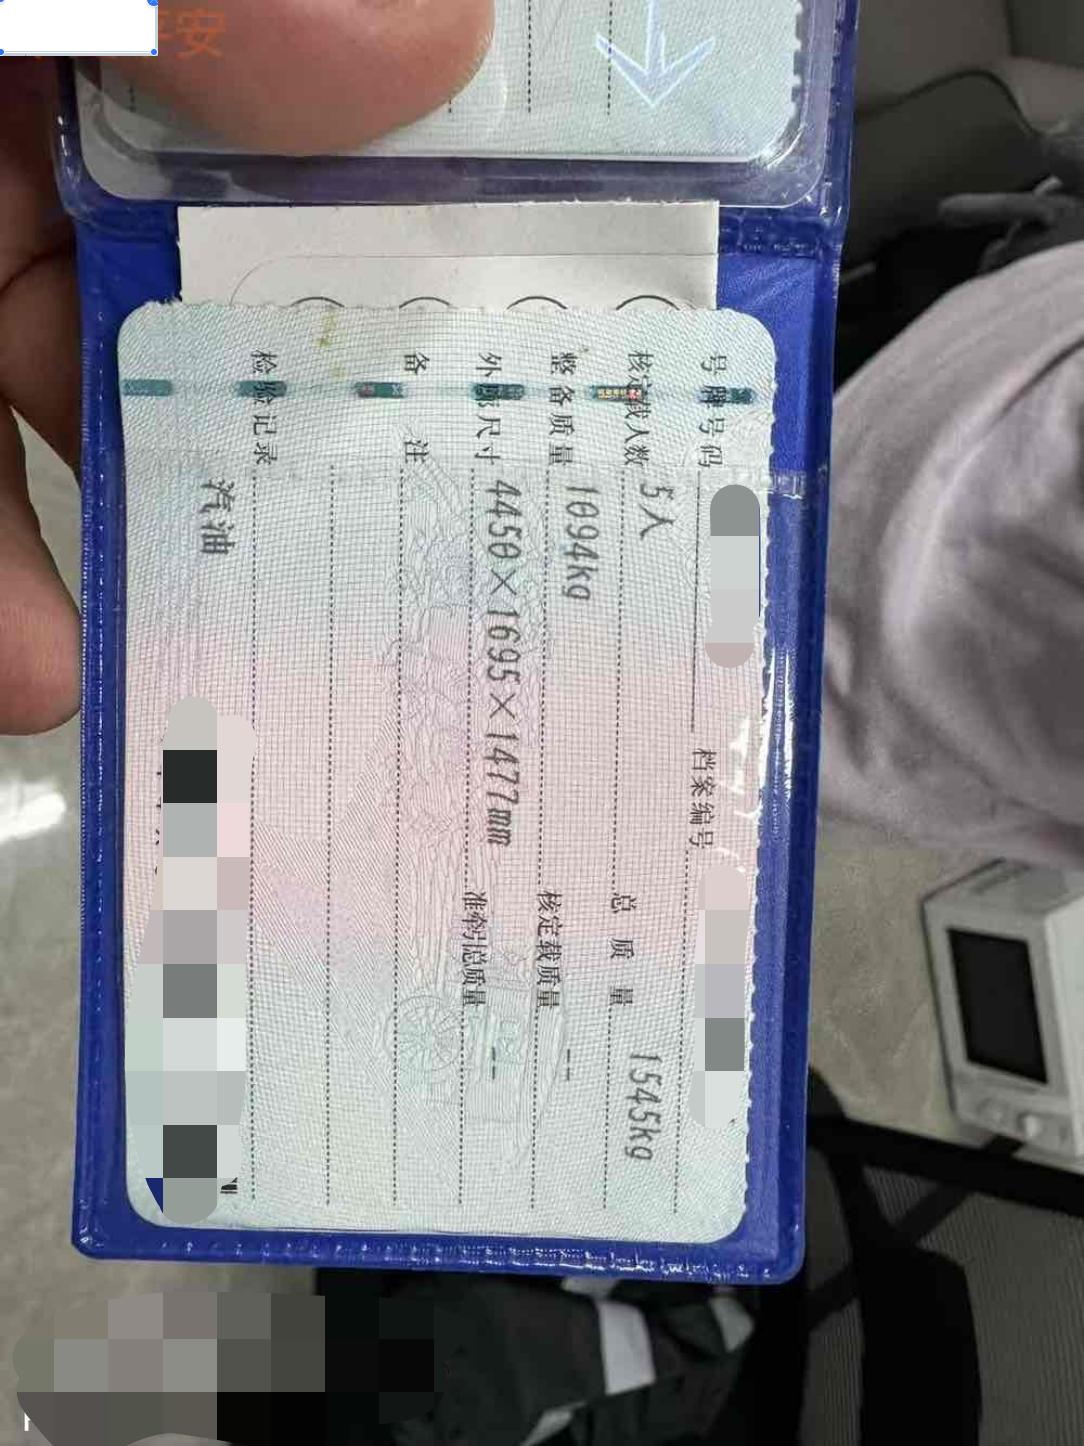 平安
号牌号码 档案编号
核定载人数 5人 总质量 1545kg
整备质量 1094kg 核定载质量 --
外廓尺寸 4450×1695×1477mm 准牵引总质量 --
备注
检验记录
汽油